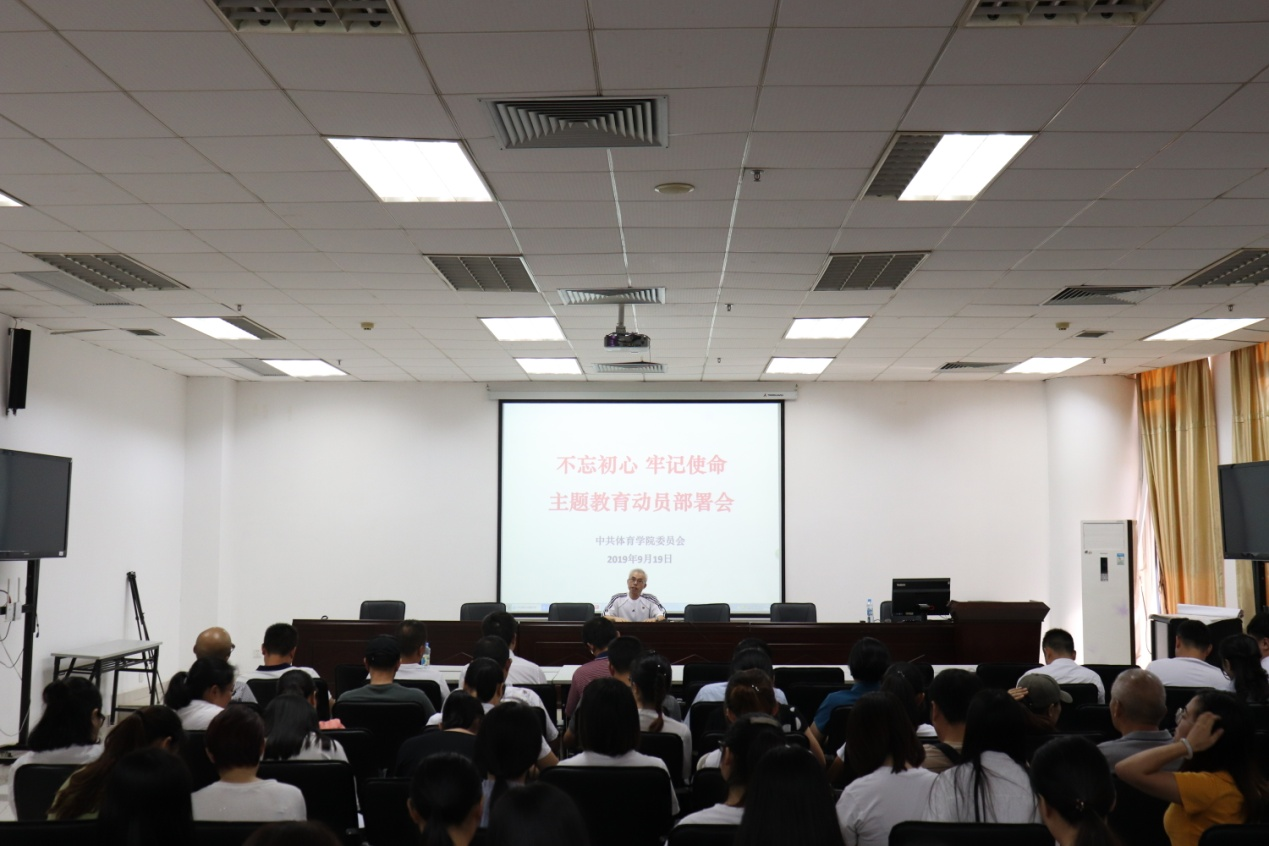 不忘初心 牢记使命
主题教育动员部署会
中共体育学院委员会
2019年9月19日